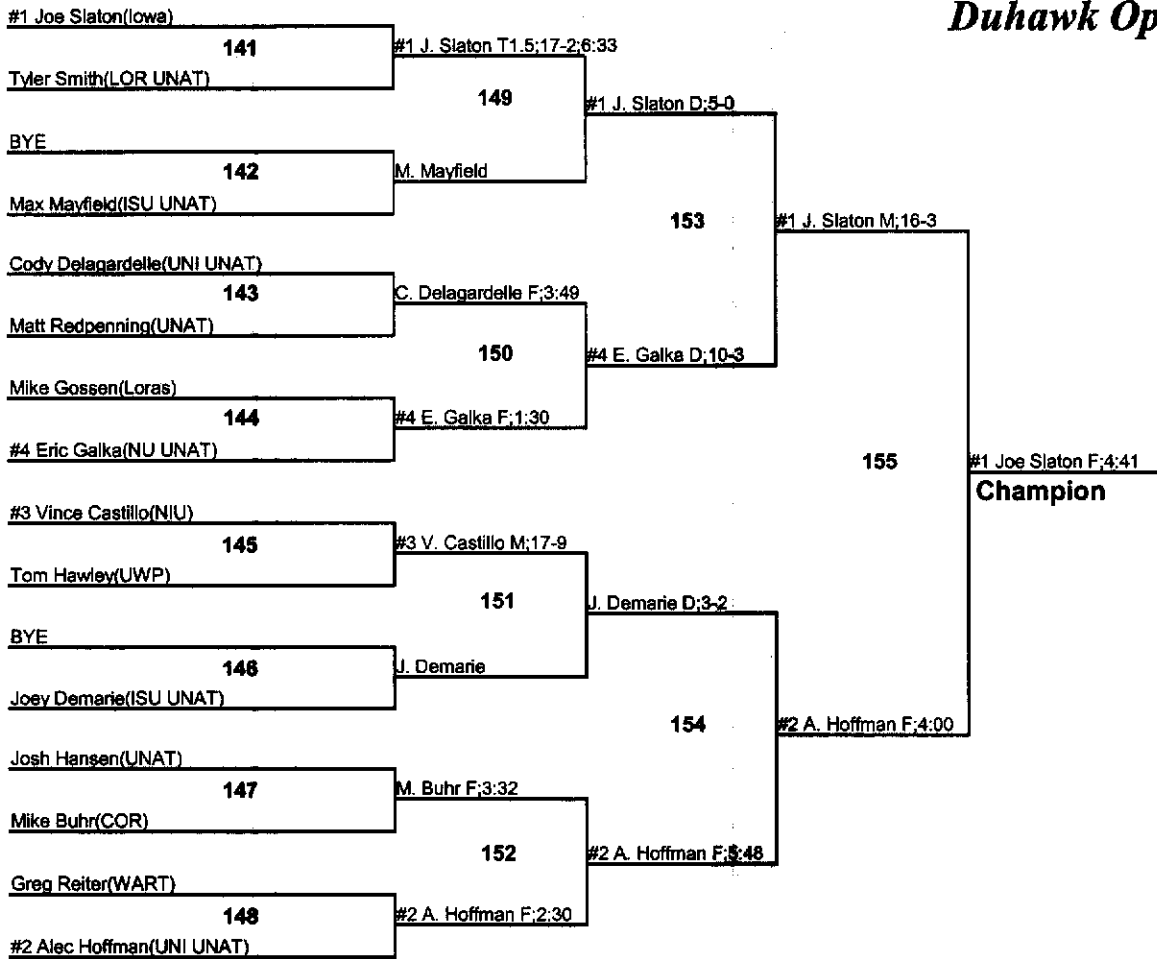 Duhawk Op
#1 Joe Slaton(Iowa)
141
Tyler Smith(LOR UNAT)
#1 J. Slaton T1.5;17-2;6:33
149
BYE
142
Max Mayfield(ISU UNAT)
M. Mayfield
#1 J. Slaton D;5-0
153
Cody Delagardelle(UNI UNAT)
143
Matt Redpenning(UNAT)
C. Delagardelle F;3:49
150
Mike Gossen(Loras)
144
#4 Eric Galka(NU UNAT)
#4 E. Galka F;1:30
#4 E. Galka D;10-3
#1 J. Slaton M;16-3
155
#3 Vince Castillo(NIU)
145
Tom Hawley(UWP)
#3 V. Castillo M;17-9
151
BYE
146
Joey Demarie(ISU UNAT)
J. Demarie
J. Demarie D;3-2
154
Josh Hansen(UNAT)
147
Mike Buhr(COR)
M. Buhr F;3:32
152
Greg Reiter(WART)
148
#2 Alec Hoffman(UNI UNAT)
#2 A. Hoffman F;2:30
#2 A. Hoffman F;5:48
#2 A. Hoffman F;4:00
#1 Joe Slaton F;4:41
Champion